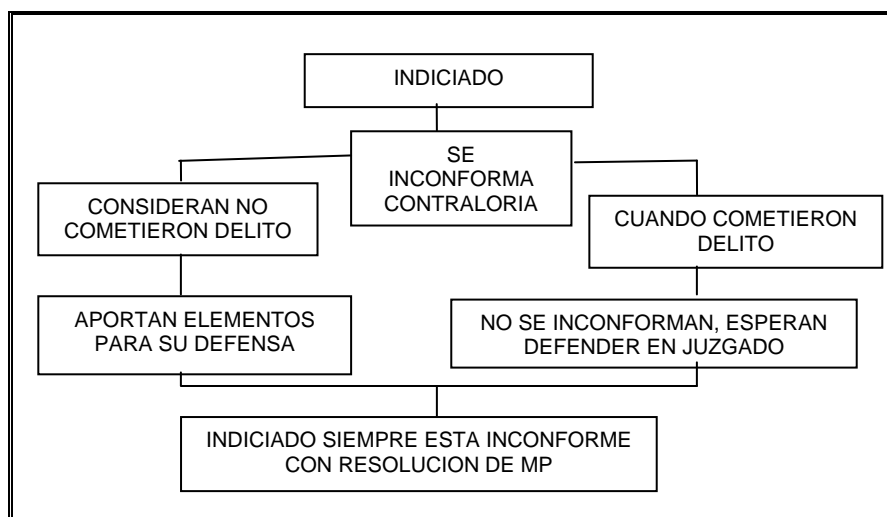 INDICIADO
SE
INCONFORMA
CONTRALORIA
CONSIDERAN NO
COMETIERON DELITO
CUANDO COMETIERON
DELITO
APORTAN ELEMENTOS
PARA SU DEFENSA
NO SE INCONFORMAN, ESPERAN
DEFENDER EN JUZGADO
INDICIADO SIEMPRE ESTA INCONFORME
CON RESOLUCION DE MP